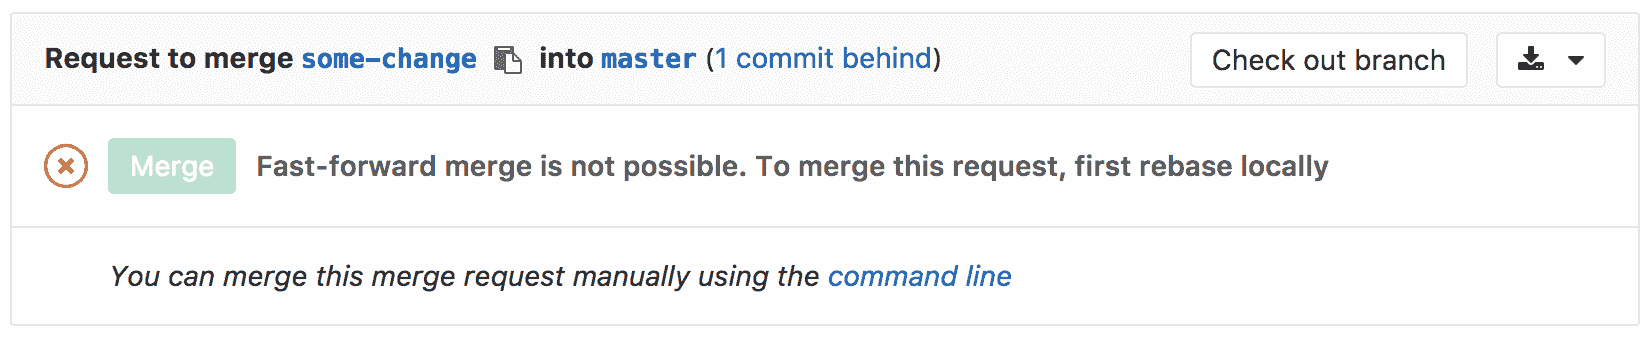 Request to merge some-change into master (1 commit behind) Check out branch
Merge Fast-forward merge is not possible. To merge this request, first rebase locally
You can merge this merge request manually using the command line